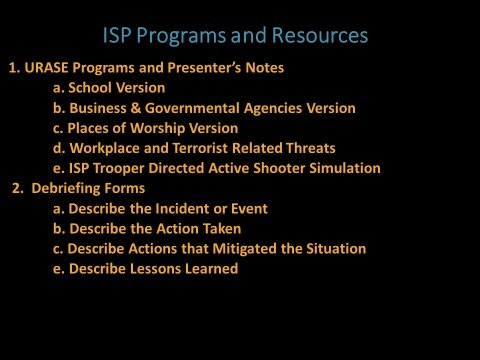 ISP Programs and Resources
1. URASE Programs and Presenter's Notes
a. School Version
b. Business & Governmental Agencies Version
c. Places of Worship Version
d. Workplace and Terrorist Related Threats
e. ISP Trooper Directed Active Shooter Simulation
2. Debriefing Forms
a. Describe the Incident or Event
b. Describe the Action Taken
c. Describe Actions that Mitigated the Situation
e. Describe Lessons Learned